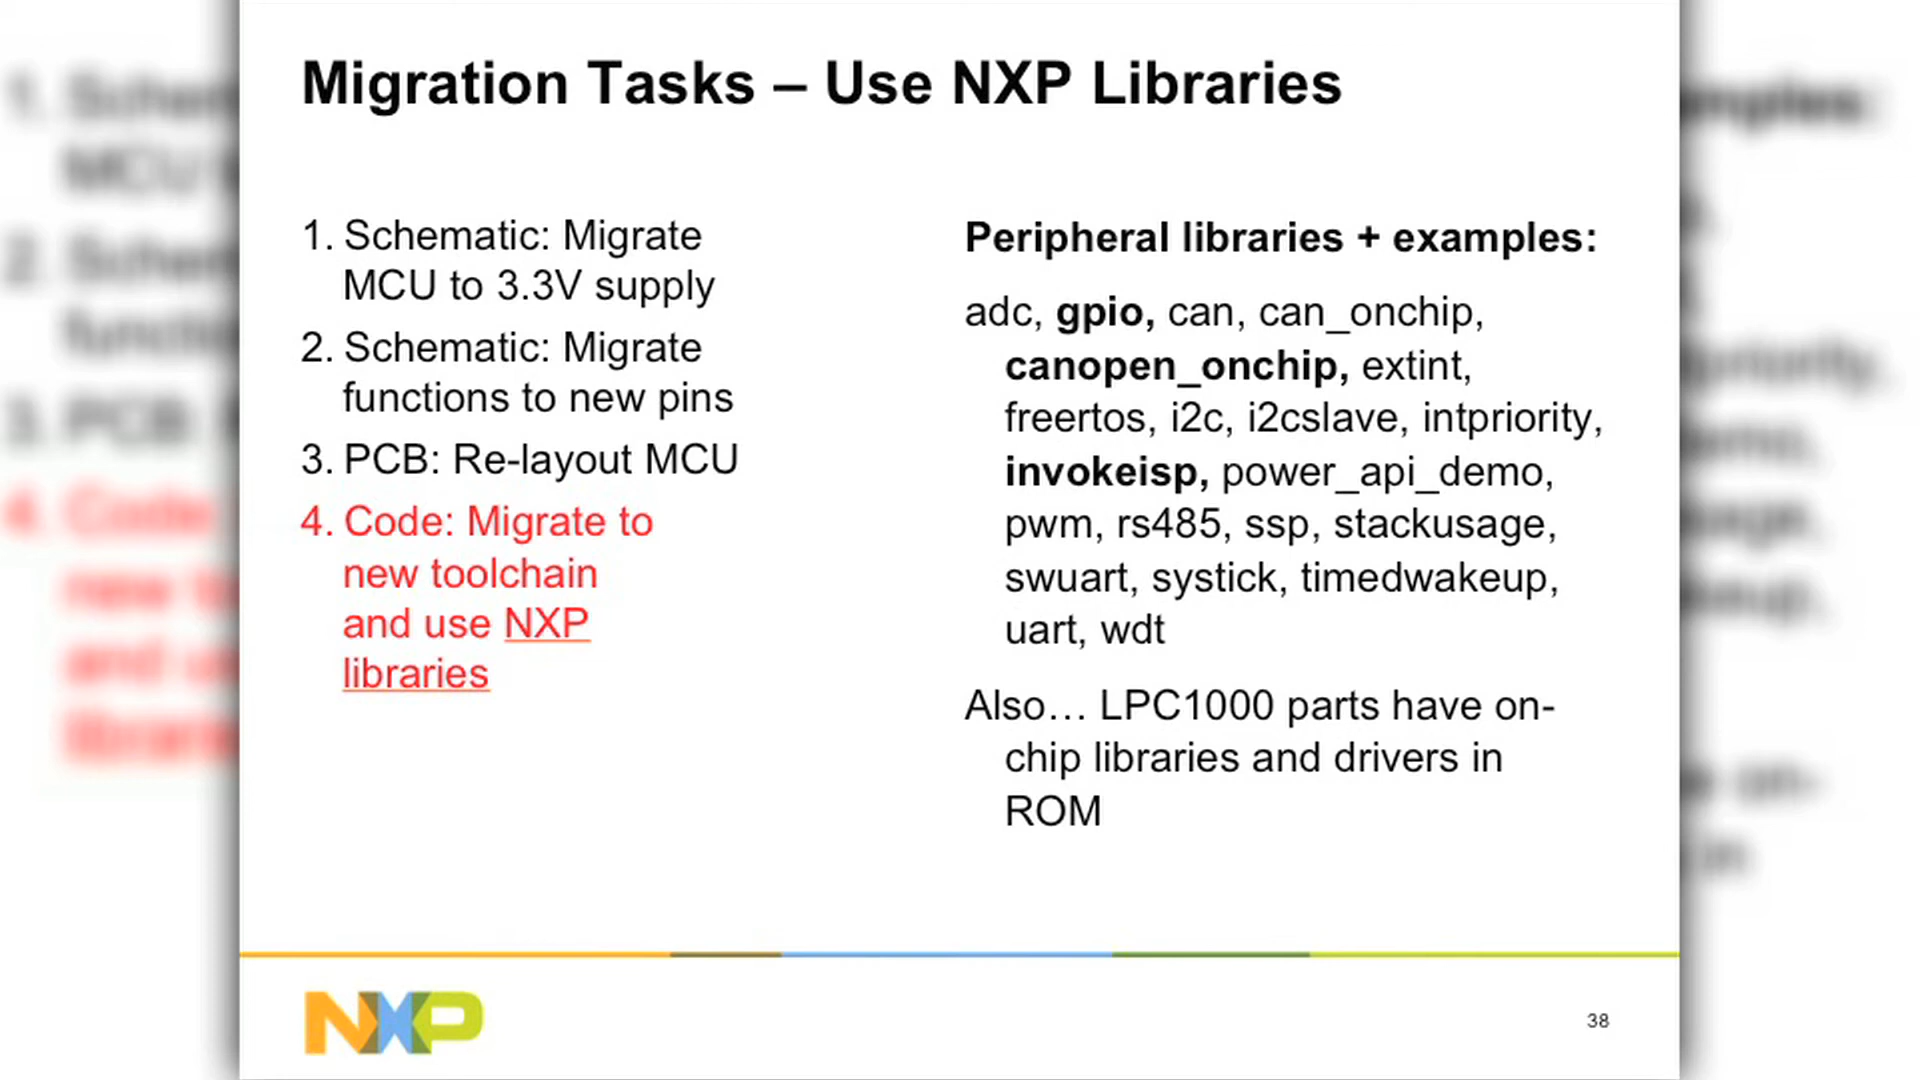 Migration Tasks – Use NXP Libraries
1. Schematic: Migrate
MCU to 3.3V supply
2. Schematic: Migrate
functions to new pins
3. PCB: Re-layout MCU
4. Code: Migrate to
new toolchain
and use NXP
libraries
Peripheral libraries + examples:
adc, gpio, can, can_onchip,
canopen_onchip, extint,
freertos, i2c, i2cslave, intpriority,
invokeisp, power_api_demo,
pwm, rs485, ssp, stackusage,
swuart, systick, timedwakeup,
uart, wdt
Also… LPC1000 parts have on-
chip libraries and drivers in
ROM
NXP
38